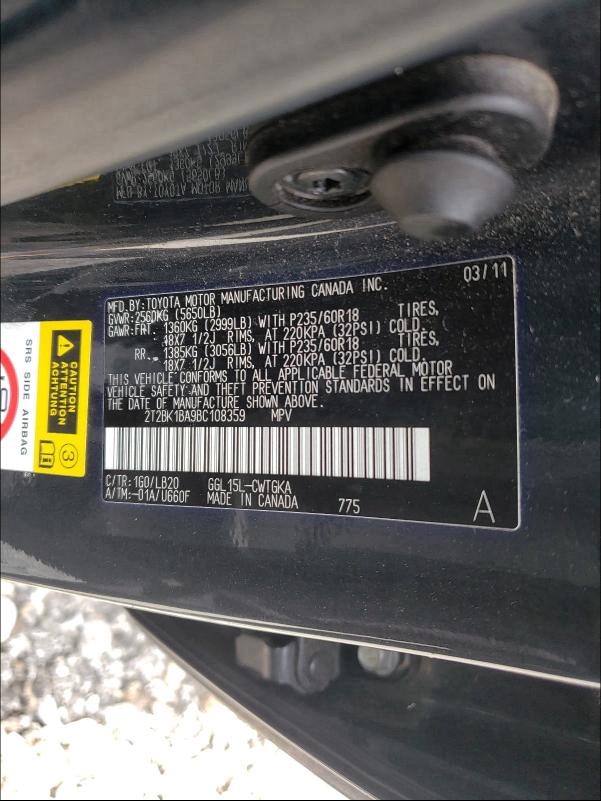 03/11
MFD.BY:TOYOTA MOTOR MANUFACTURING CANADA INC.
GVWR:2560KG (5650LB)
GAWR:FRT. 1360KG (2999LB) WITH P235/60R18 TIRES,
18X7 1/2J RIMS, AT 220KPA (32PSI) COLD.
RR. 1385KG (3056LB) WITH P235/60R18 TIRES,
18X7 1/2J RIMS, AT 220KPA (32PSI) COLD.
THIS VEHICLE CONFORMS TO ALL APPLICABLE FEDERAL MOTOR
VEHICLE SAFETY AND THEFT PREVENTION STANDARDS IN EFFECT ON
THE DATE OF MANUFACTURE SHOWN ABOVE.
2T2BK1BA9BC108359 MPV
C/TR:1G0/LB20 GGL15L-CWTGKA
A/TM:-01A/U660F MADE IN CANADA 775 A
CAUTION
ATTENTION
ACHTUNG
3
SRS SIDE AIRBAG